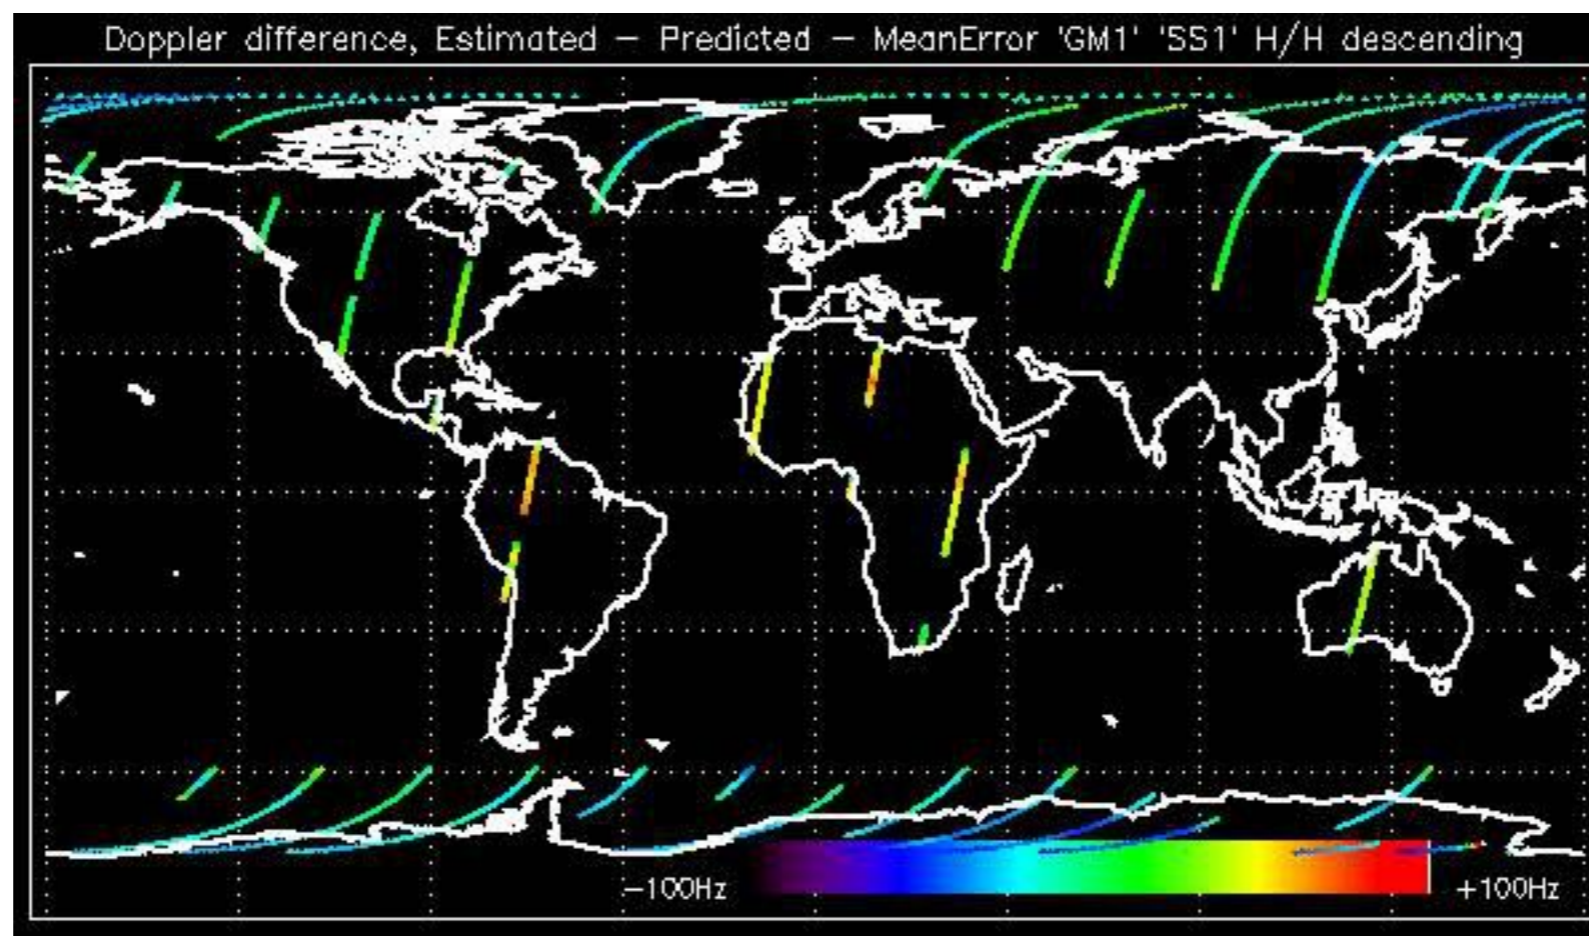 Doppler difference, Estimated – Predicted – MeanError 'GM1' 'SS1' H/H descending
–100Hz
+100Hz